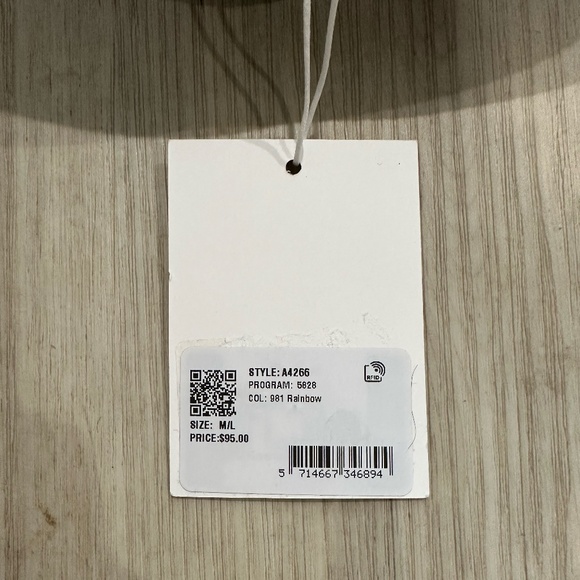 STYLE: A4266
PROGRAM: 5628
COL: 981 Rainbow
RFID
SIZE: M/L
PRICE:$95.00
5 714667 346894